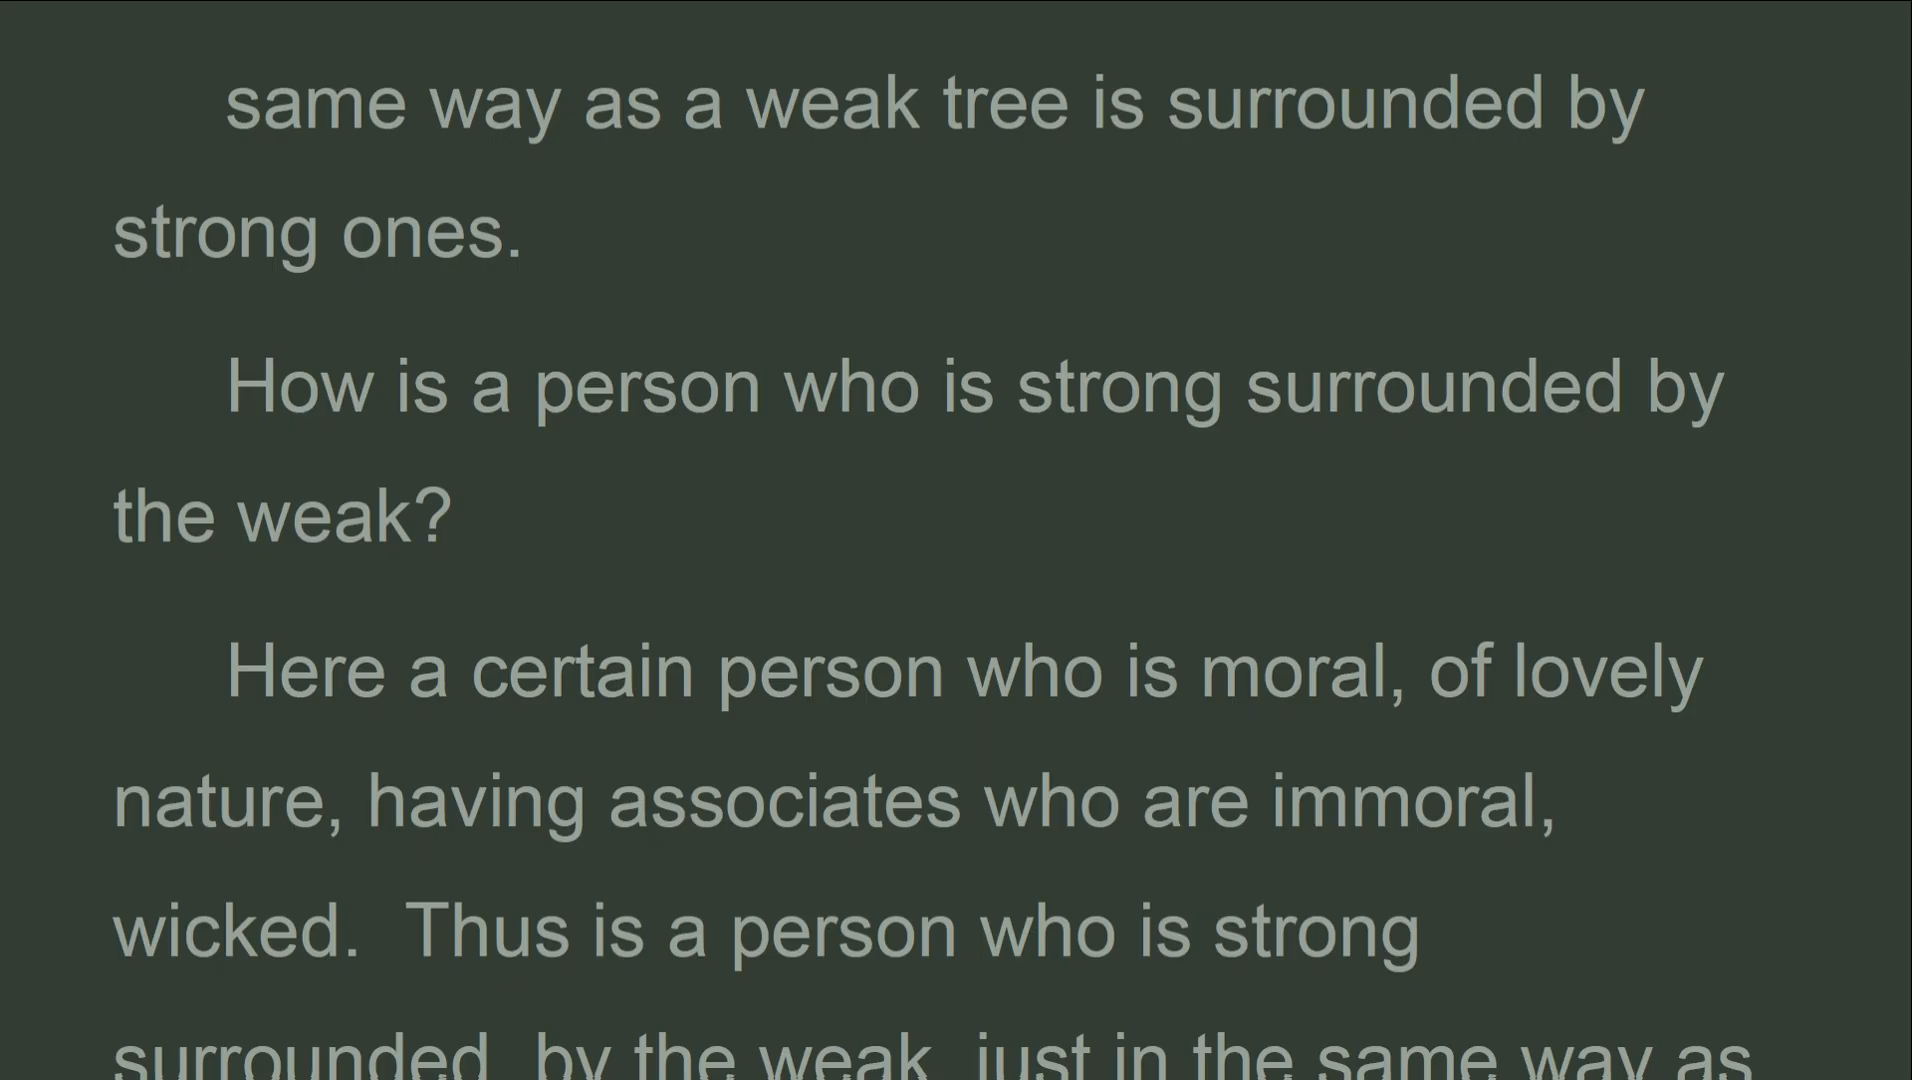 same way as a weak tree is surrounded by
strong ones.
How is a person who is strong surrounded by
the weak?
Here a certain person who is moral, of lovely
nature, having associates who are immoral,
wicked.  Thus is a person who is strong
surrounded  by the weak  just in the same way as